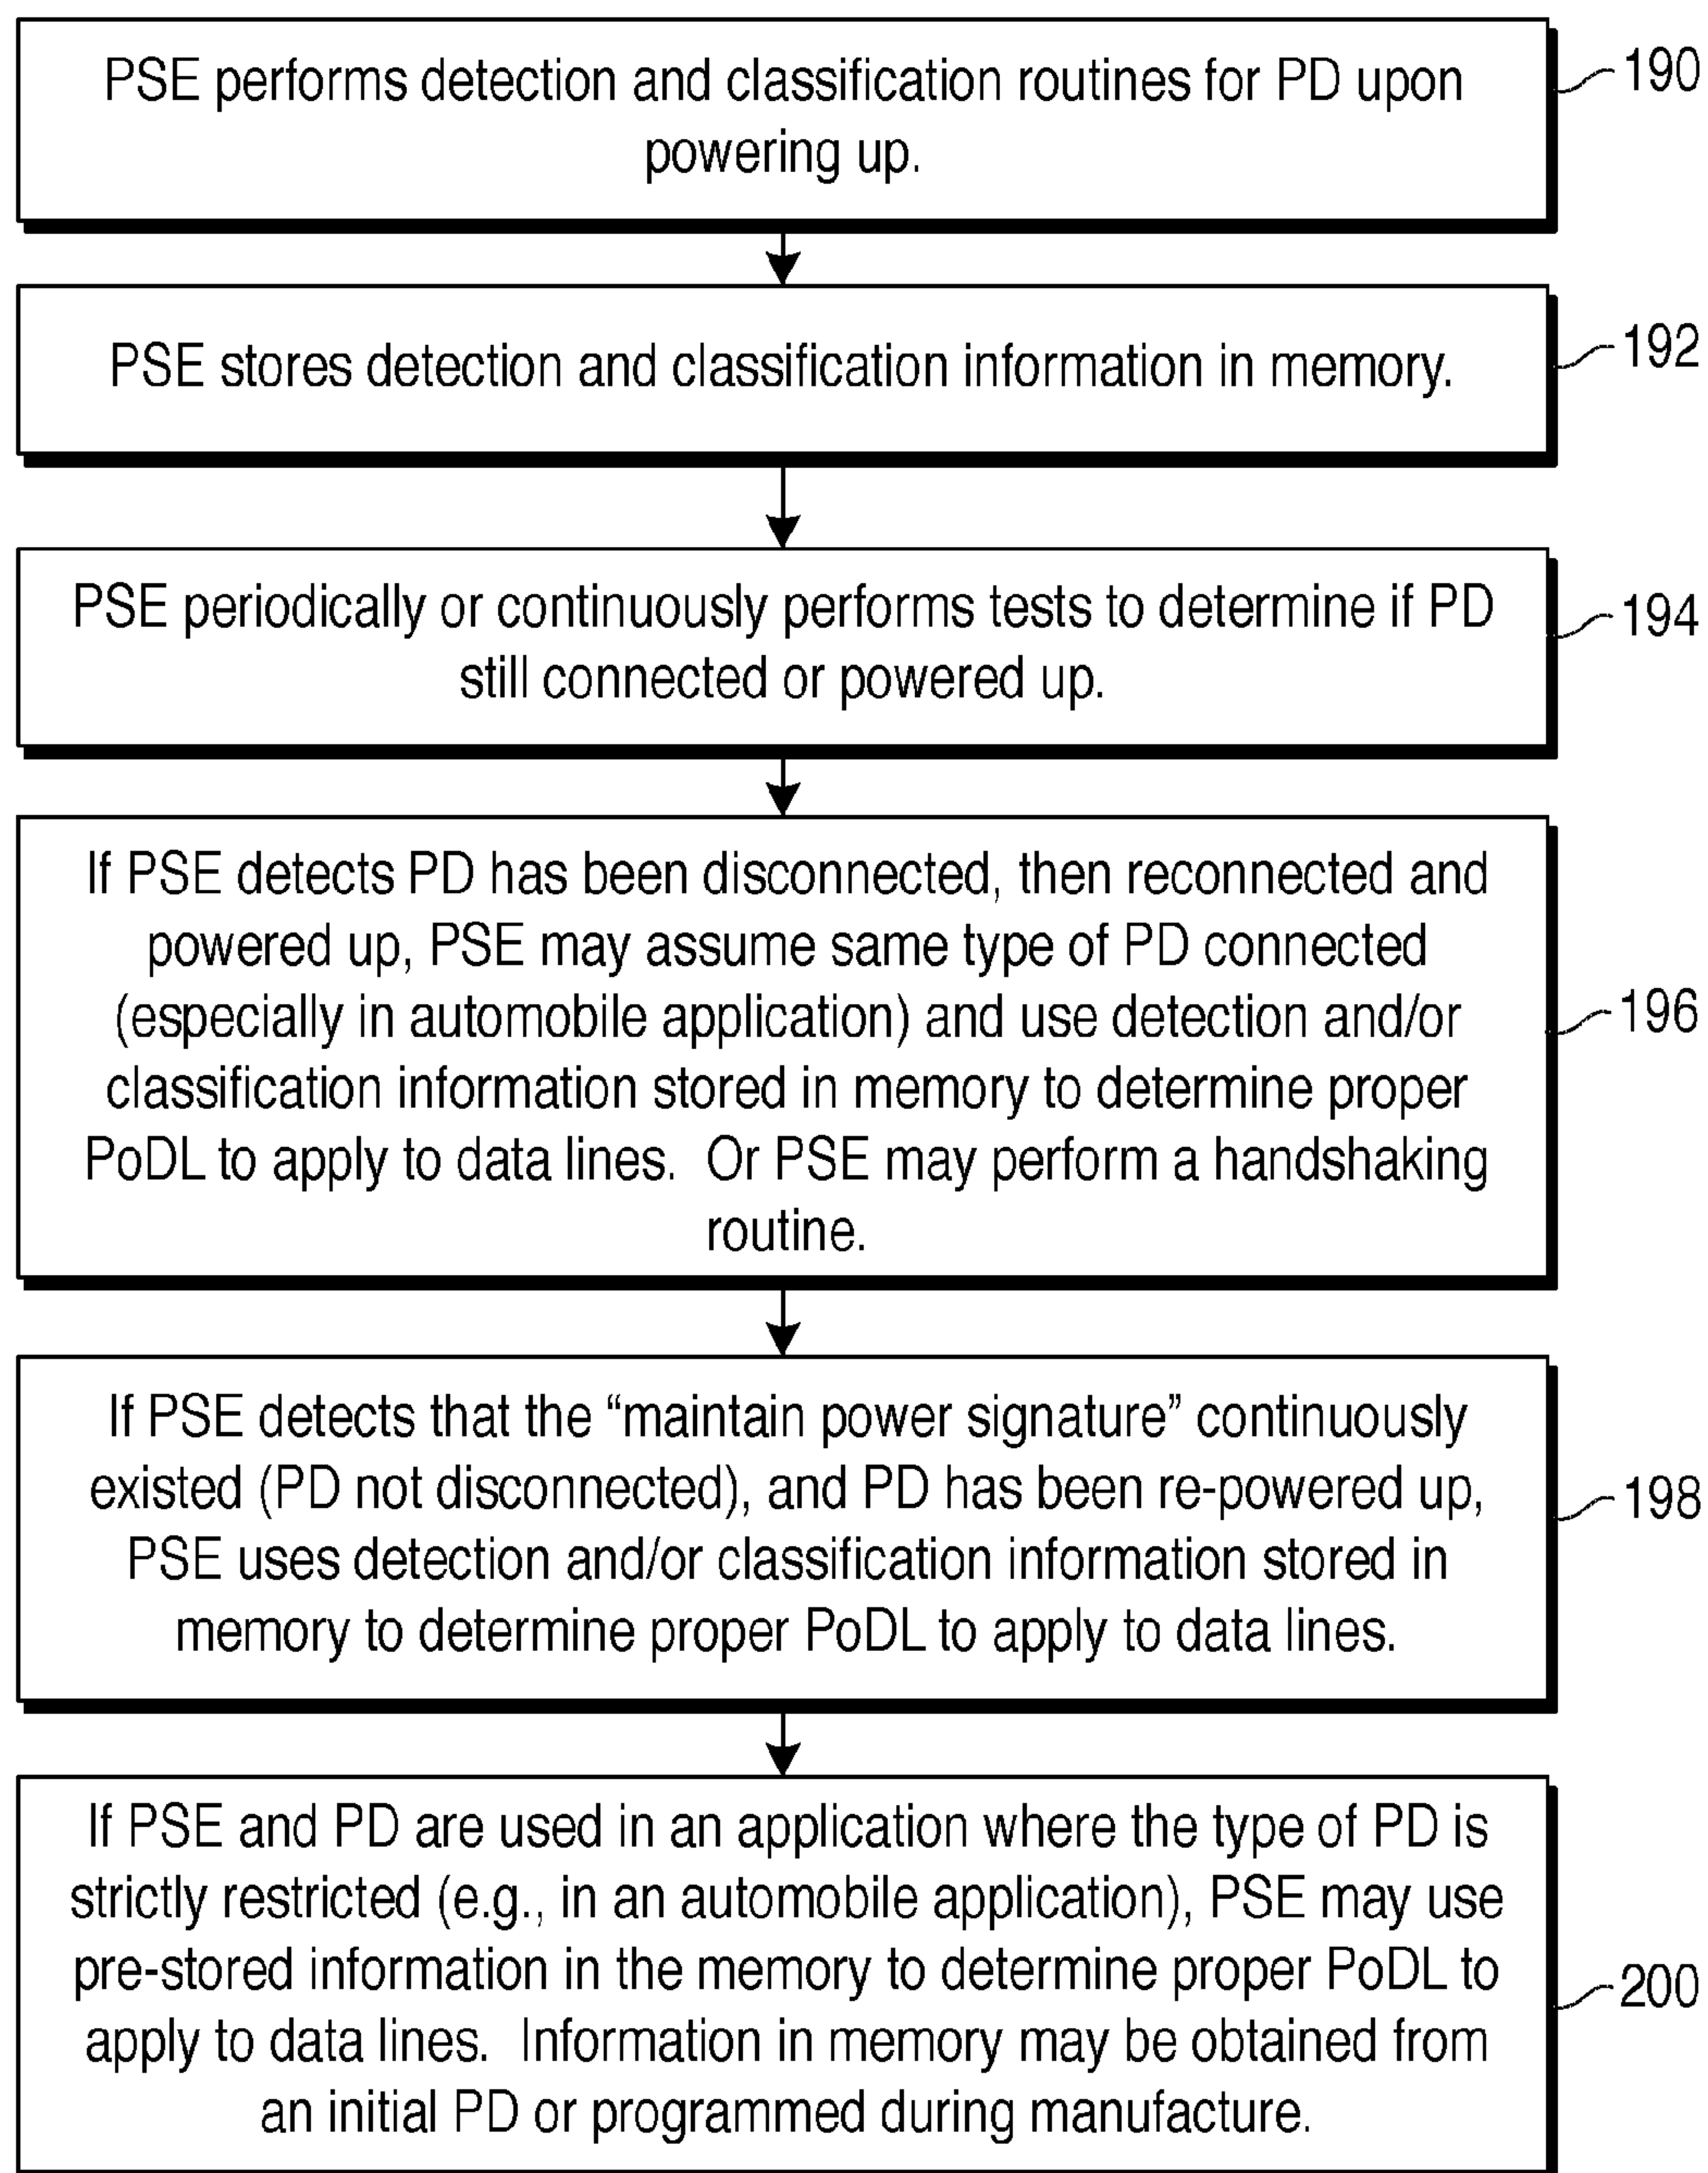 PSE performs detection and classification routines for PD upon
powering up.
190
PSE stores detection and classification information in memory.
192
PSE periodically or continuously performs tests to determine if PD
still connected or powered up.
194
If PSE detects PD has been disconnected, then reconnected and
powered up, PSE may assume same type of PD connected
(especially in automobile application) and use detection and/or
classification information stored in memory to determine proper
PoDL to apply to data lines.  Or PSE may perform a handshaking
routine.
196
If PSE detects that the “maintain power signature” continuously
existed (PD not disconnected), and PD has been re-powered up,
PSE uses detection and/or classification information stored in
memory to determine proper PoDL to apply to data lines.
198
If PSE and PD are used in an application where the type of PD is
strictly restricted (e.g., in an automobile application), PSE may use
pre-stored information in the memory to determine proper PoDL to
apply to data lines.  Information in memory may be obtained from
an initial PD or programmed during manufacture.
200